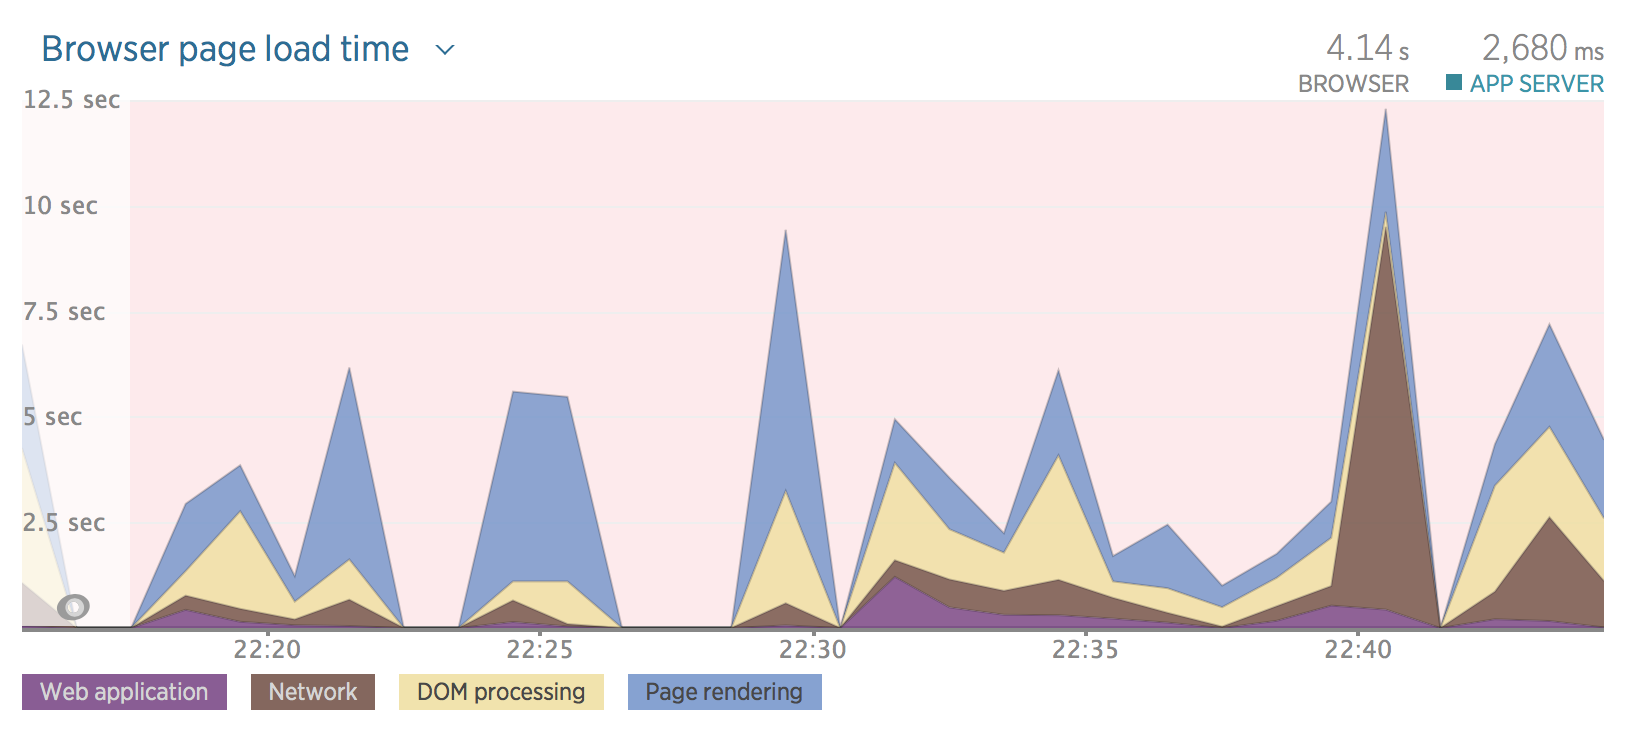 Browser page load time
4.14 s
BROWSER
2,680 ms
APP SERVER
12.5 sec
10 sec
7.5 sec
5 sec
2.5 sec
22:20 22:25 22:30 22:35 22:40
Web application Network DOM processing Page rendering